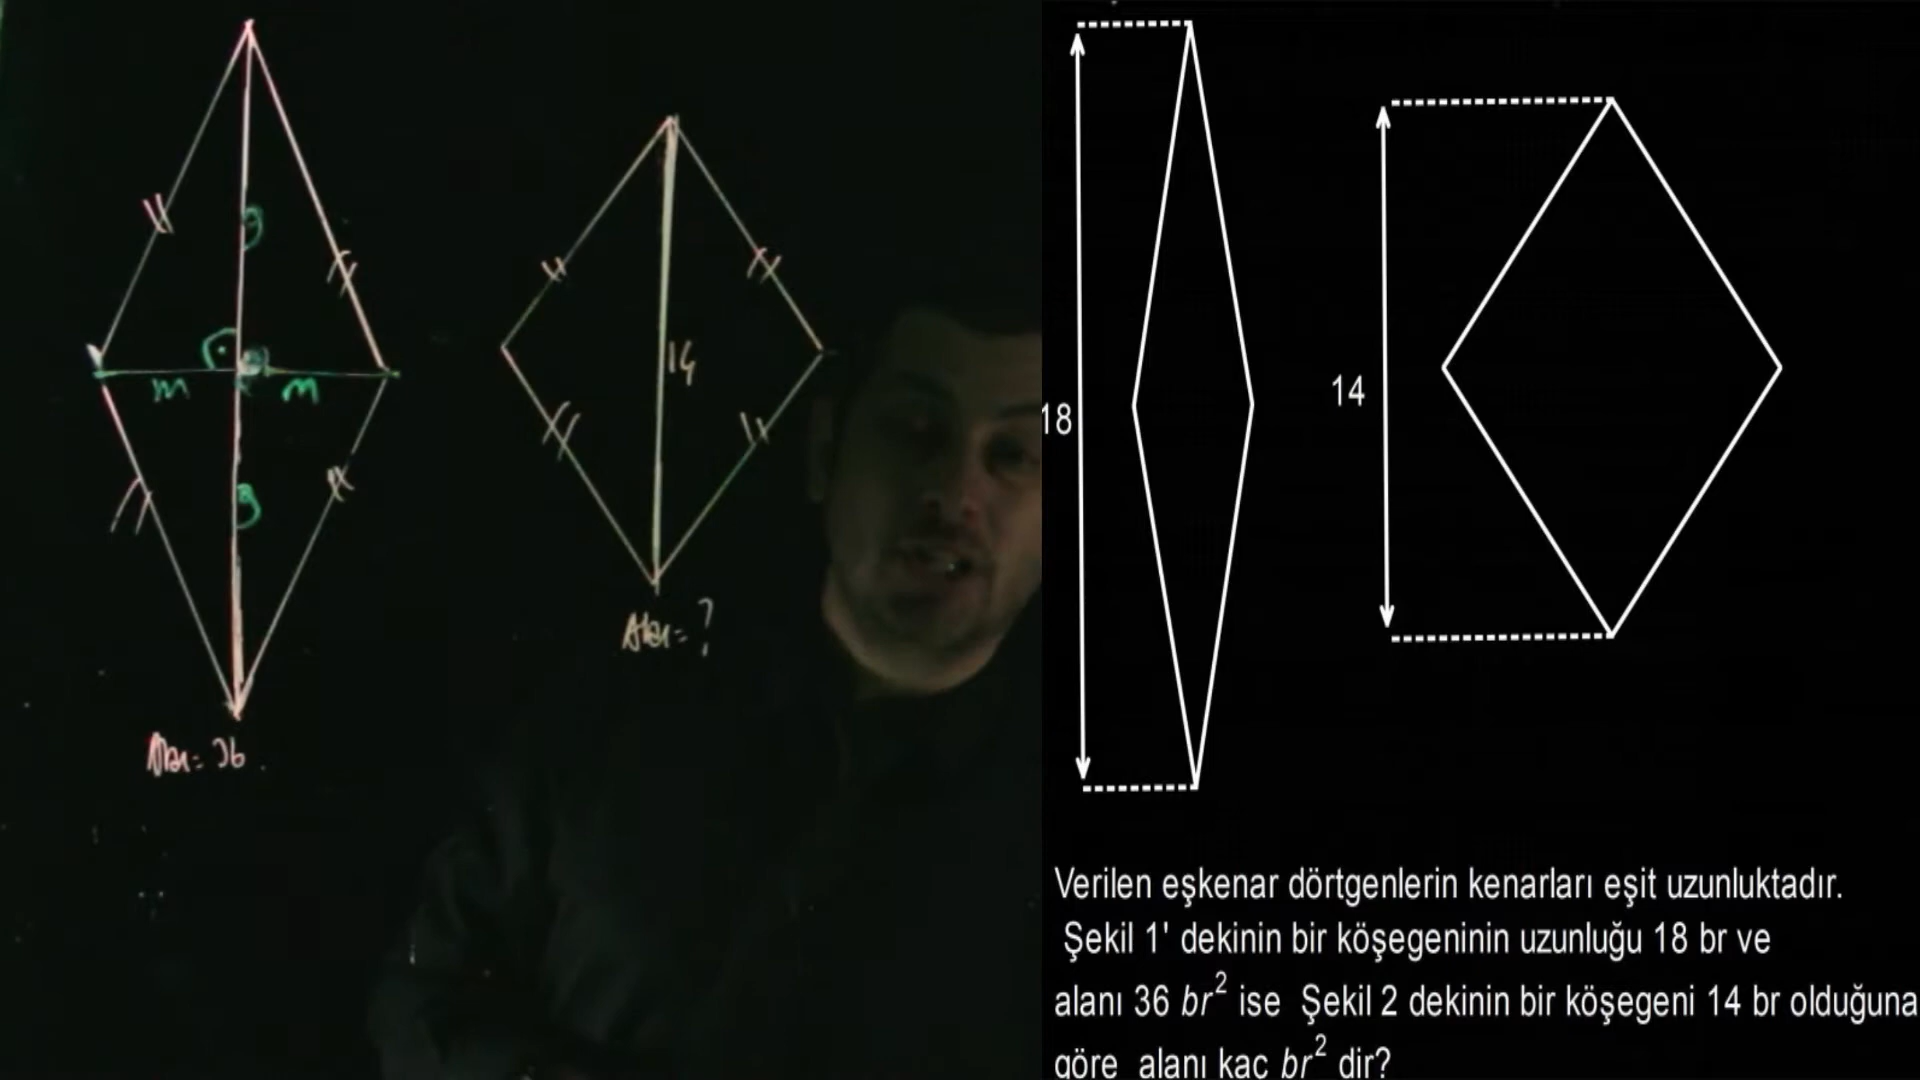 9
m
m
9
Alan= 36
14
Alan= ?
18
14
Verilen eşkenar dörtgenlerin kenarları eşit uzunluktadır.
Şekil 1' dekinin bir köşegeninin uzunluğu 18 br ve
alanı 36 br² ise Şekil 2 dekinin bir köşegeni 14 br olduğuna
göre alanı kaç br² dir?